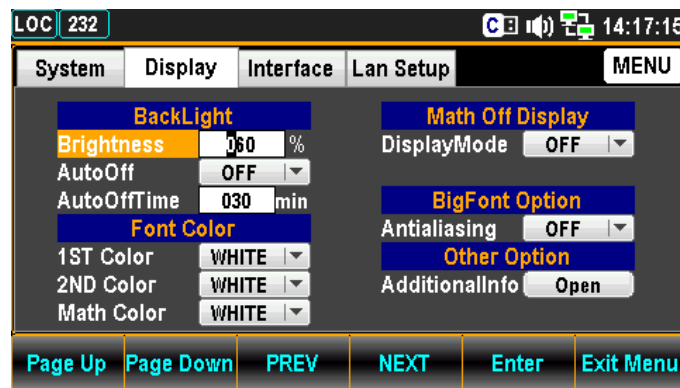 LOC 232 C 14:17:15
System Display Interface Lan Setup MENU
BackLight
Brightness 060 %
AutoOff OFF
AutoOffTime 030 min
Font Color
1ST Color WHITE
2ND Color WHITE
Math Color WHITE
Math Off Display
DisplayMode OFF
BigFont Option
Antialiasing OFF
Other Option
AdditionalInfo Open
Page Up Page Down PREV NEXT Enter Exit Menu